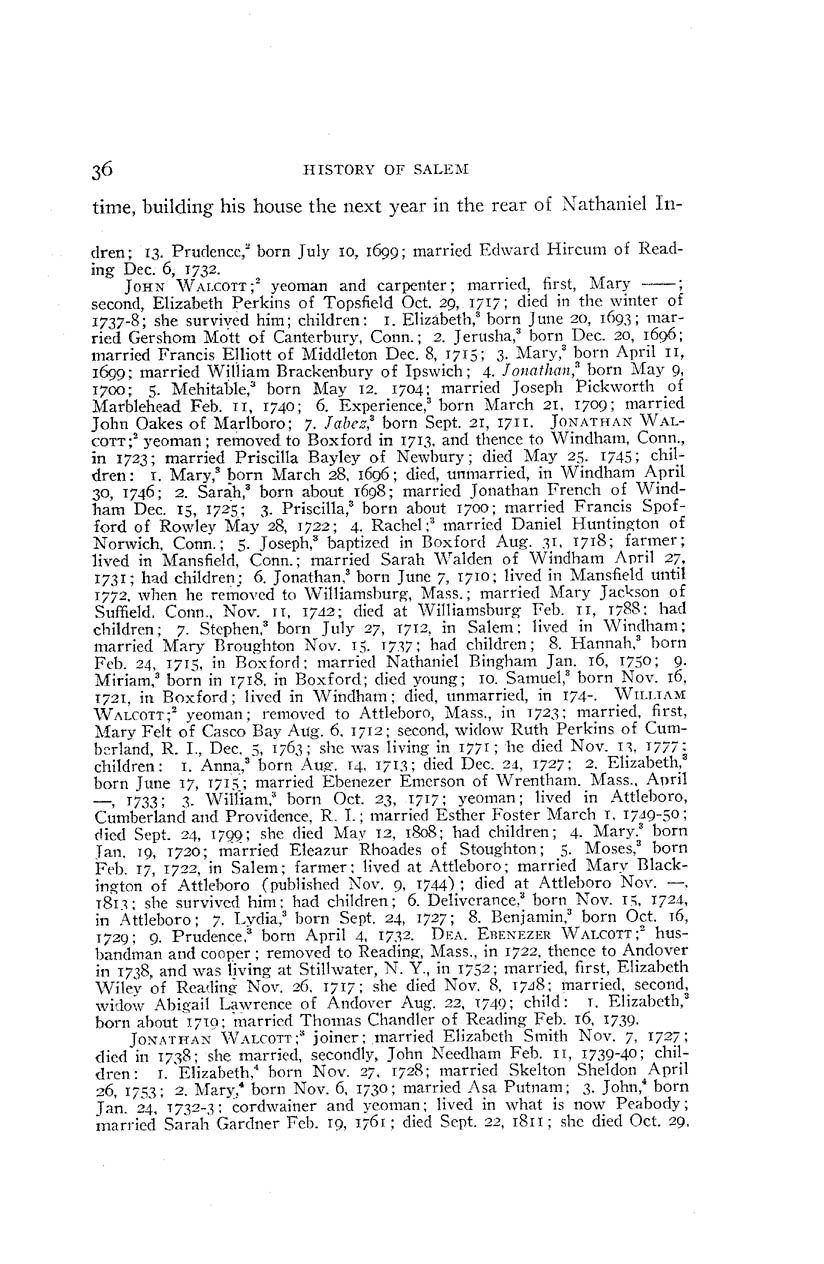 36 HISTORY OF SALEM
time, building his house the next year in the rear of Nathaniel In-
dren; 13. Prudence,² born July 10, 1699; married Edward Hircum of Read-
ing Dec. 6, 1732.
JOHN WALCOTT;² yeoman and carpenter; married, first, Mary ——;
second, Elizabeth Perkins of Topsfield Oct. 29, 1717; died in the winter of
1737-8; she survived him; children: 1. Elizabeth,³ born June 20, 1693; mar-
ried Gershom Mott of Canterbury, Conn.; 2. Jerusha,³ born Dec. 20, 1696;
married Francis Elliott of Middleton Dec. 8, 1715; 3. Mary,³ born April 11,
1699; married William Brackenbury of Ipswich; 4. Jonathan,³ born May 9,
1700; 5. Mehitable,³ born May 12, 1704; married Joseph Pickworth of
Marblehead Feb. 11, 1740; 6. Experience,³ born March 21, 1709; married
John Oakes of Marlboro; 7. Jabez,³ born Sept. 21, 1711. JONATHAN WAL-
COTT;² yeoman; removed to Boxford in 1713, and thence to Windham, Conn.,
in 1723; married Priscilla Bayley of Newbury; died May 25, 1745; chil-
dren: 1. Mary,³ born March 28, 1696; died, unmarried, in Windham April
30, 1746; 2. Sarah,³ born about 1698; married Jonathan French of Wind-
ham Dec. 15, 1725; 3. Priscilla,³ born about 1700; married Francis Spof-
ford of Rowley May 28, 1722; 4. Rachel;³ married Daniel Huntington of
Norwich, Conn.; 5. Joseph,³ baptized in Boxford Aug. 31, 1718; farmer;
lived in Mansfield, Conn.; married Sarah Walden of Windham April 27,
1731; had children; 6. Jonathan,³ born June 7, 1710; lived in Mansfield until
1772, when he removed to Williamsburg, Mass.; married Mary Jackson of
Suffield, Conn., Nov. 11, 1742; died at Williamsburg Feb. 11, 1788; had
children; 7. Stephen,³ born July 27, 1712, in Salem; lived in Windham;
married Mary Broughton Nov. 15, 1737; had children; 8. Hannah,³ born
Feb. 24, 1715, in Boxford; married Nathaniel Bingham Jan. 16, 1750; 9.
Miriam,³ born in 1718, in Boxford; died young; 10. Samuel,³ born Nov. 16,
1721, in Boxford; lived in Windham; died, unmarried, in 174-. WILLIAM
WALCOTT;² yeoman; removed to Attleboro, Mass., in 1723; married, first,
Mary Felt of Casco Bay Aug. 6, 1712; second, widow Ruth Perkins of Cum-
berland, R. I., Dec. 5, 1763; she was living in 1771; he died Nov. 13, 1777;
children: 1. Anna,³ born Aug. 14, 1713; died Dec. 24, 1727; 2. Elizabeth,³
born June 17, 1715; married Ebenezer Emerson of Wrentham, Mass., April
—, 1733; 3. William,³ born Oct. 23, 1717; yeoman; lived in Attleboro,
Cumberland and Providence, R. I.; married Esther Foster March 1, 1749-50;
died Sept. 24, 1799; she died May 12, 1808; had children; 4. Mary,³ born
Jan. 19, 1720; married Eleazur Rhoades of Stoughton; 5. Moses,³ born
Feb. 17, 1722, in Salem; farmer; lived at Attleboro; married Mary Black-
ington of Attleboro (published Nov. 9, 1744); died at Attleboro Nov. —,
1813; she survived him; had children; 6. Deliverance,³ born Nov. 15, 1724,
in Attleboro; 7. Lydia,³ born Sept. 24, 1727; 8. Benjamin,³ born Oct. 16,
1729; 9. Prudence,³ born April 4, 1732. DEA. EBENEZER WALCOTT;² hus-
bandman and cooper; removed to Reading, Mass., in 1722, thence to Andover
in 1738, and was living at Stillwater, N. Y., in 1752; married, first, Elizabeth
Wiley of Reading Nov. 26, 1717; she died Nov. 8, 1748; married, second,
widow Abigail Lawrence of Andover Aug. 22, 1749; child: 1. Elizabeth,³
born about 1719; married Thomas Chandler of Reading Feb. 16, 1739.
JONATHAN WALCOTT;³ joiner; married Elizabeth Smith Nov. 7, 1727;
died in 1738; she married, secondly, John Needham Feb. 11, 1739-40; chil-
dren: 1. Elizabeth,⁴ born Nov. 27, 1728; married Skelton Sheldon April
26, 1753; 2. Mary,⁴ born Nov. 6, 1730; married Asa Putnam; 3. John,⁴ born
Jan. 24, 1732-3; cordwainer and yeoman; lived in what is now Peabody;
married Sarah Gardner Feb. 19, 1761; died Sept. 22, 1811; she died Oct. 29,